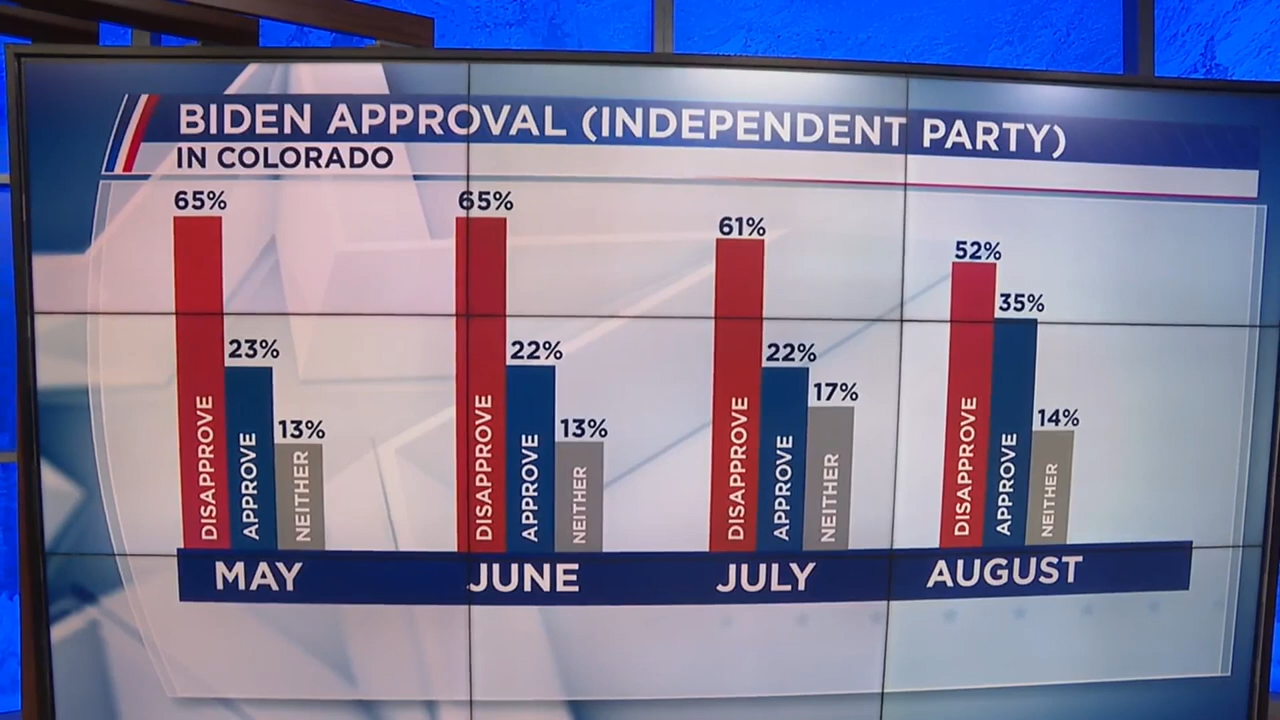 BIDEN APPROVAL (INDEPENDENT PARTY)
IN COLORADO
65%
23%
13%
DISAPPROVE
APPROVE
NEITHER
MAY
65%
22%
13%
DISAPPROVE
APPROVE
NEITHER
JUNE
61%
22%
17%
DISAPPROVE
APPROVE
NEITHER
JULY
52%
35%
14%
DISAPPROVE
APPROVE
NEITHER
AUGUST